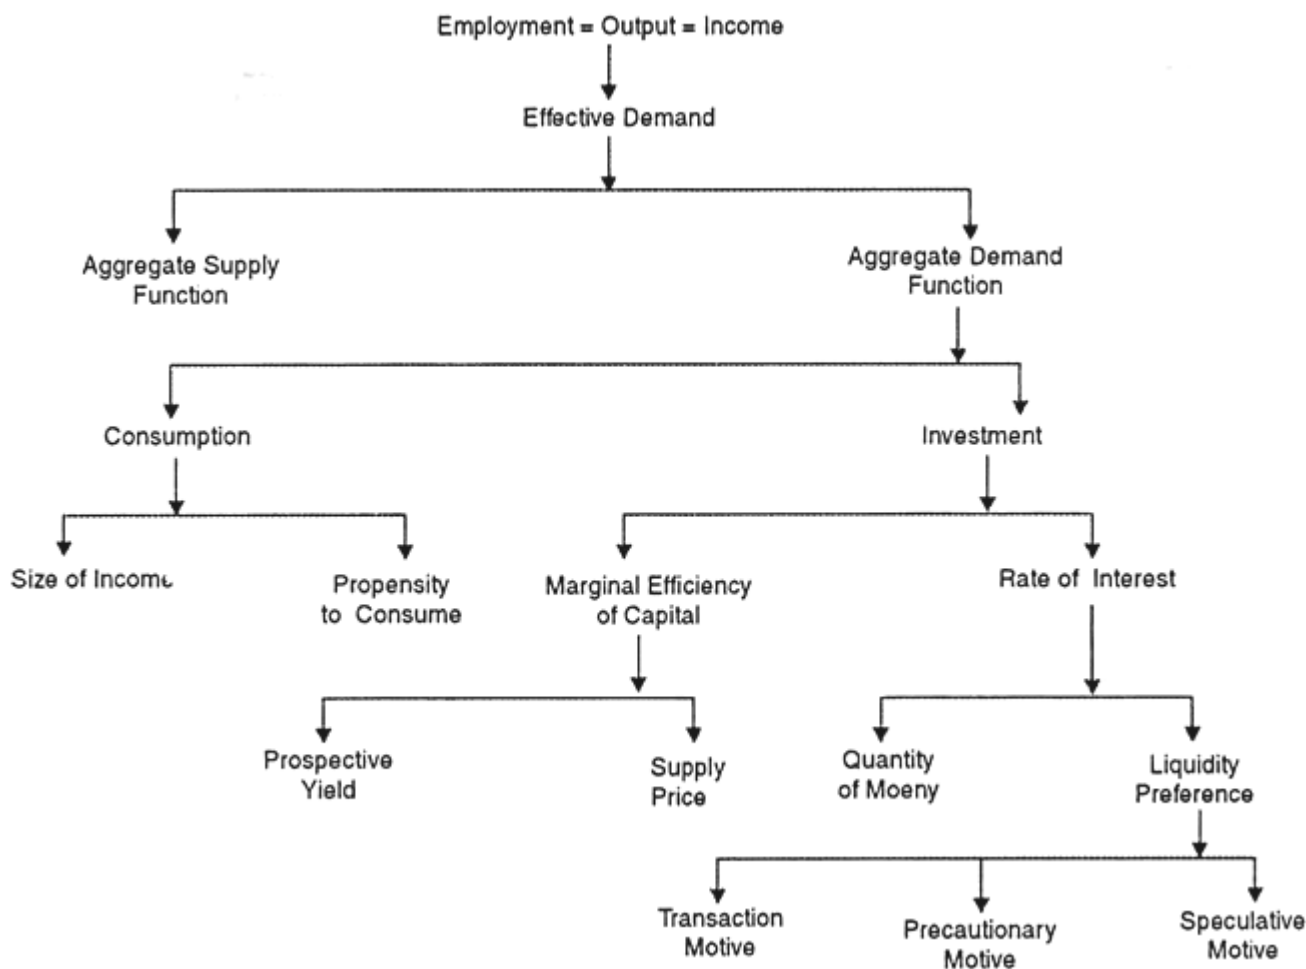 Employment = Output = Income
Effective Demand
Aggregate Supply
Function
Aggregate Demand
Function
Consumption
Investment
Size of Income
Propensity
to Consume
Marginal Efficiency
of Capital
Rate of Interest
Prospective
Yield
Supply
Price
Quantity
of Moeny
Liquidity
Preference
Transaction
Motive
Precautionary
Motive
Speculative
Motive